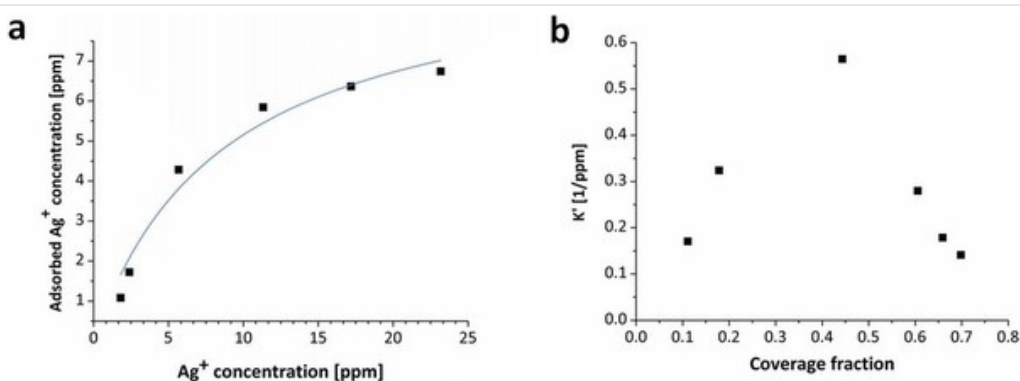 a
Adsorbed Ag⁺ concentration [ppm]
7
6
5
4
3
2
1
0 5 10 15 20 25
Ag⁺ concentration [ppm]
b
K' [1/ppm]
0.6
0.5
0.4
0.3
0.2
0.1
0.0
0.0 0.1 0.2 0.3 0.4 0.5 0.6 0.7 0.8
Coverage fraction